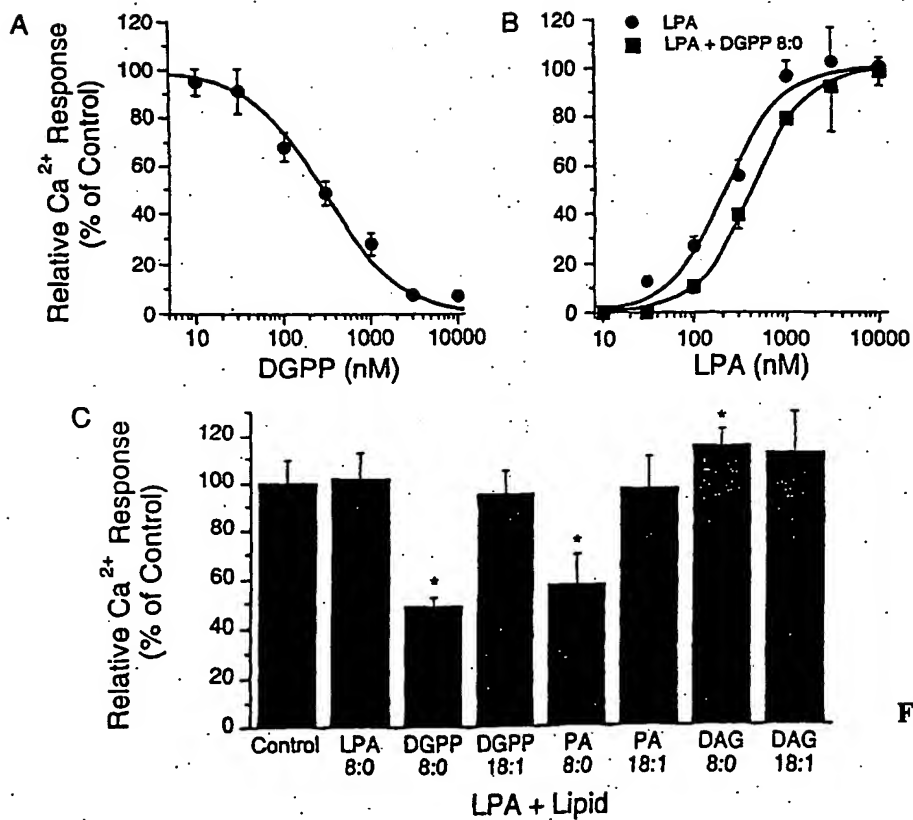 A
Relative Ca2+ Response
(% of Control)
120
100
80
60
40
20
0
10
100
1000
10000
DGPP (nM)
B
LPA
LPA + DGPP 8:0
120
100
80
60
40
20
0
10
100
1000
10000
LPA (nM)
C
Relative Ca2+ Response
(% of Control)
120
100
80
60
40
20
0
*
*
*
Control
LPA
8:0
DGPP
8:0
DGPP
18:1
PA
8:0
PA
18:1
DAG
8:0
DAG
18:1
LPA + Lipid
F